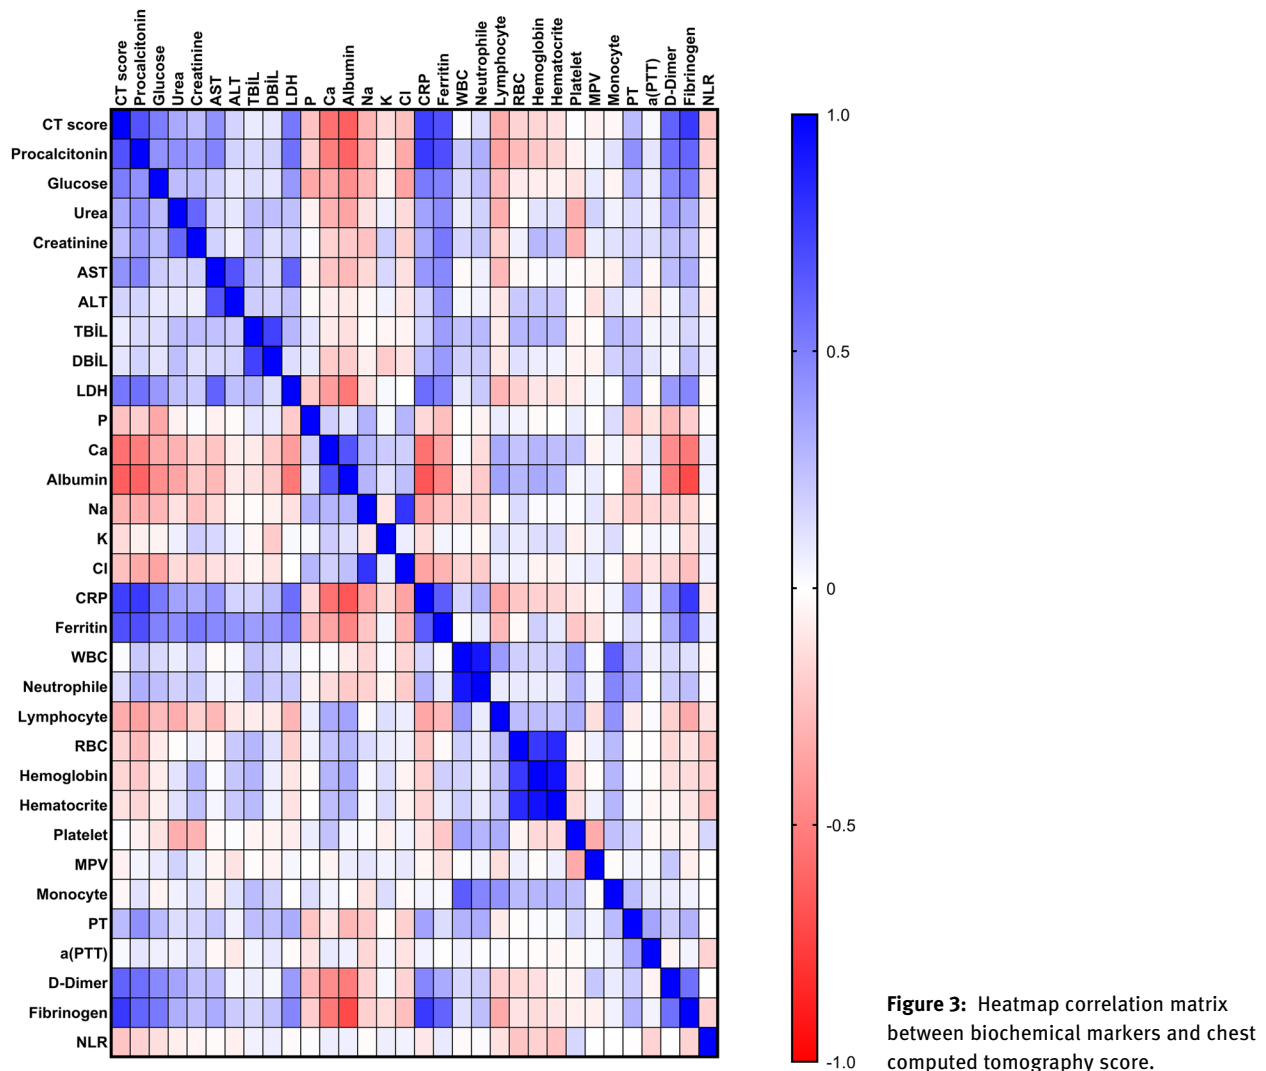 CT score
Procalcitonin
Glucose
Urea
Creatinine
AST
ALT
TBİL
DBİL
LDH
P
Ca
Albumin
Na
K
Cl
CRP
Ferritin
WBC
Neutrophile
Lymphocyte
RBC
Hemoglobin
Hematocrite
Platelet
MPV
Monocyte
PT
a(PTT)
D-Dimer
Fibrinogen
NLR
CT score
Procalcitonin
Glucose
Urea
Creatinine
AST
ALT
TBİL
DBİL
LDH
P
Ca
Albumin
Na
K
Cl
CRP
Ferritin
WBC
Neutrophile
Lymphocyte
RBC
Hemoglobin
Hematocrite
Platelet
MPV
Monocyte
PT
a(PTT)
D-Dimer
Fibrinogen
NLR
1.0
0.5
0
-0.5
-1.0
Figure 3: Heatmap correlation matrix
between biochemical markers and chest
computed tomography score.